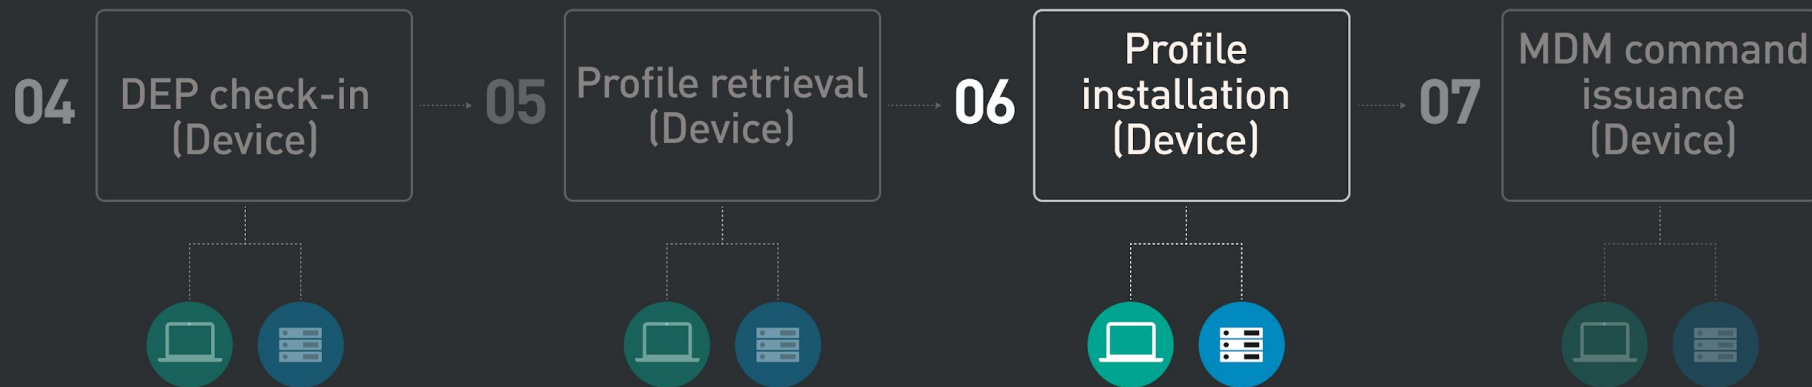 04
DEP check-in
(Device)
05
Profile retrieval
(Device)
06
Profile
installation
(Device)
07
MDM command
issuance
(Device)